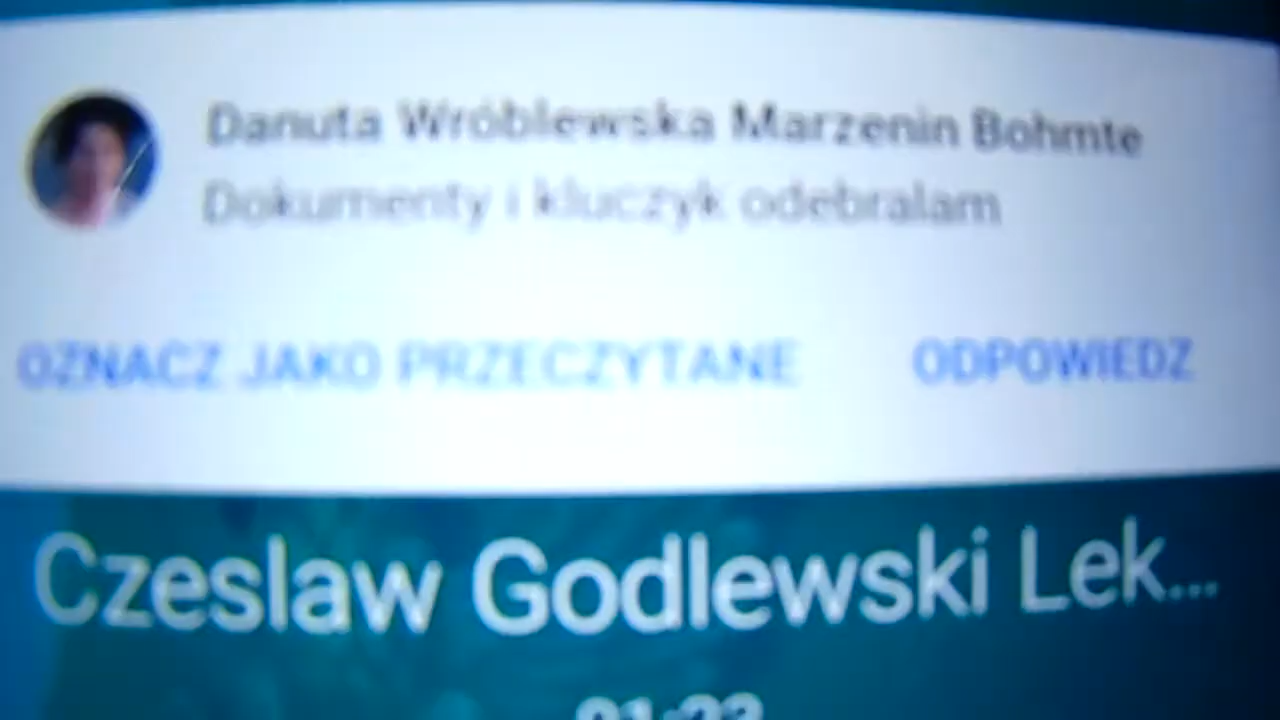 Danuta Wróblewska Marzenin Bohmte
Dokumenty i kluczyk odebralam
OZNACZ JAKO PRZECZYTANE ODPOWIEDZ
Czeslaw Godlewski Lek...